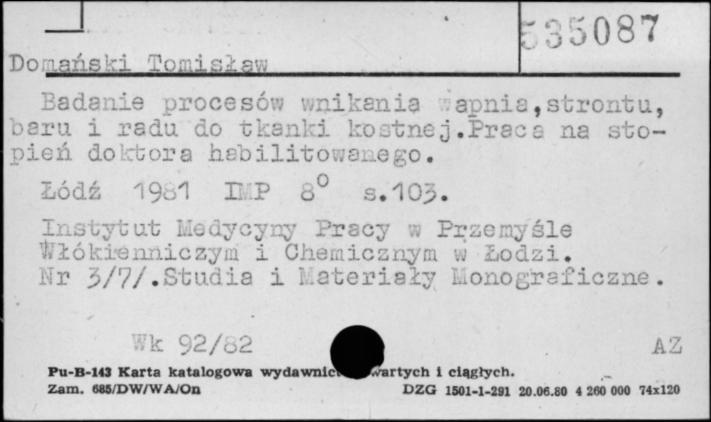 535087
Domański Tomisław
Badanie procesów wnikania wapnia,strontu,
baru i radu do tkanki kostnej.Praca na sto-
pień doktora habilitowanego.
Łódź 1981 IMP 8° s.103.
Instytut Medycyny Pracy w Przemyśle
Włókienniczym i Chemicznym w Łodzi.
Nr 3/7/.Studia i Materiały Monograficzne.
Wk 92/82 AZ
Pu-B-143 Karta katalogowa wydawnic wartych i ciągłych.
Zam. 685/DW/WA/On DZG 1501-1-291 20.06.80 4 260 000 74x120